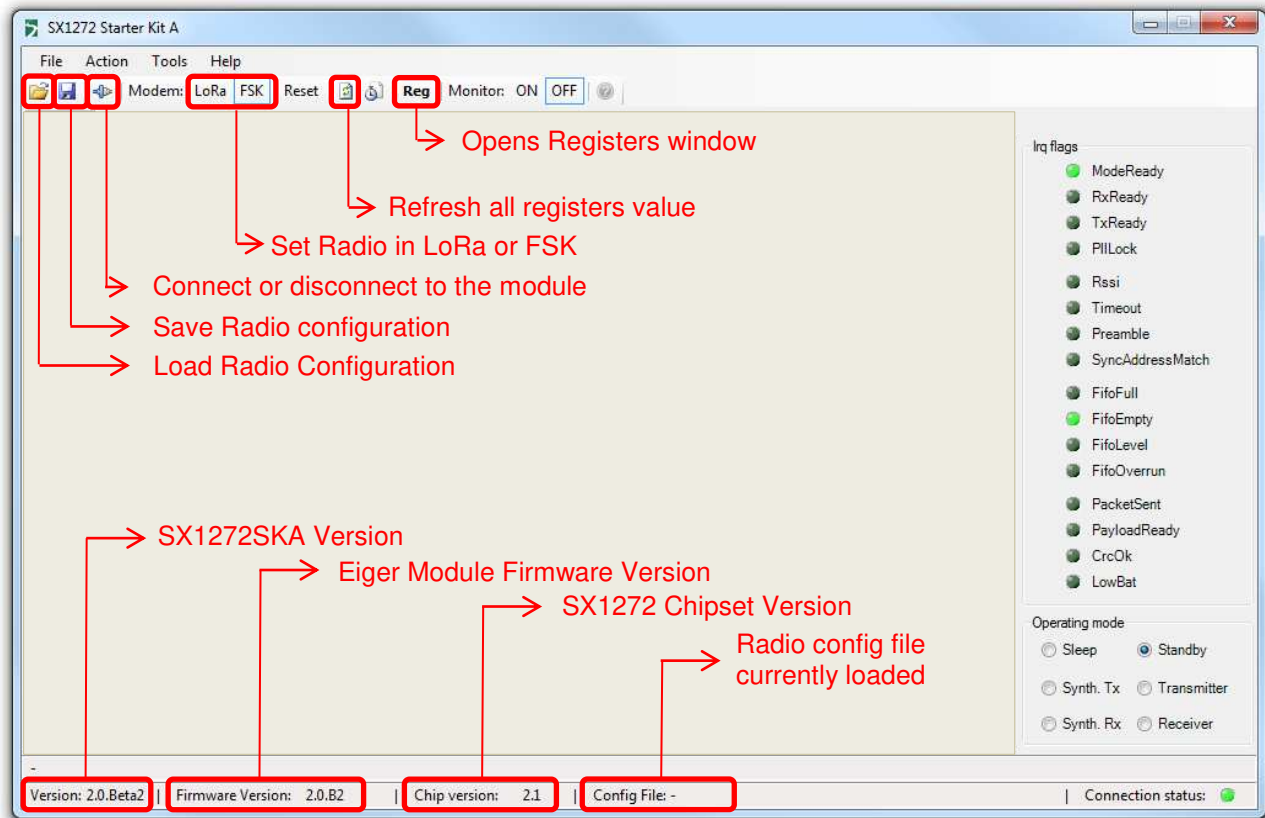 SX1272 Starter Kit A
File Action Tools Help
Modem: LoRa FSK Reset Reg Monitor: ON OFF
Opens Registers window
Refresh all registers value
Set Radio in LoRa or FSK
Connect or disconnect to the module
Save Radio configuration
Load Radio Configuration
SX1272SKA Version
Eiger Module Firmware Version
SX1272 Chipset Version
Radio config file
currently loaded
Irq flags
ModeReady
RxReady
TxReady
PllLock
Rssi
Timeout
Preamble
SyncAddressMatch
FifoFull
FifoEmpty
FifoLevel
FifoOverrun
PacketSent
PayloadReady
CrcOk
LowBat
Operating mode
Sleep Standby
Synth. Tx Transmitter
Synth. Rx Receiver
-
Version: 2.0.Beta2 | Firmware Version: 2.0.B2 | Chip version: 2.1 | Config File: - | Connection status: